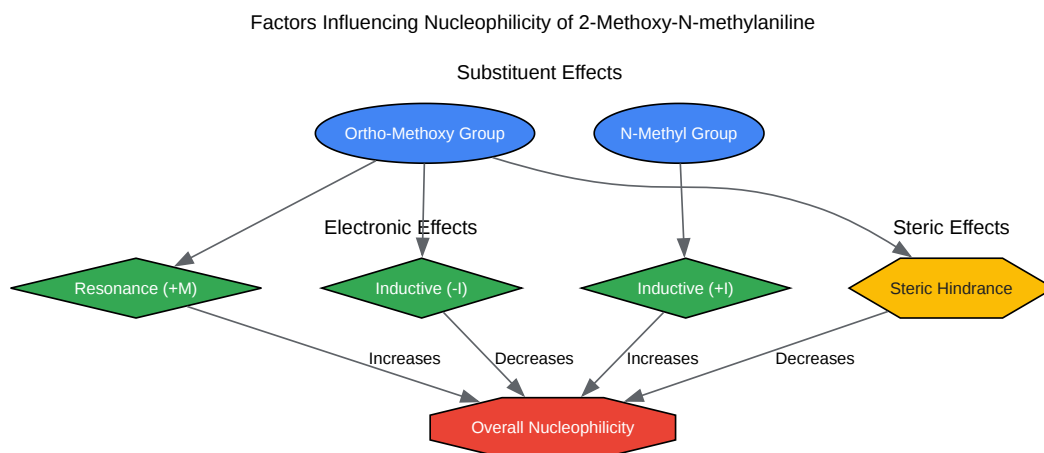 Factors Influencing Nucleophilicity of 2-Methoxy-N-methylaniline
Substituent Effects
Ortho-Methoxy Group
N-Methyl Group
Electronic Effects
Steric Effects
Resonance (+M)
Inductive (-I)
Inductive (+I)
Steric Hindrance
Increases
Decreases
Increases
Decreases
Overall Nucleophilicity